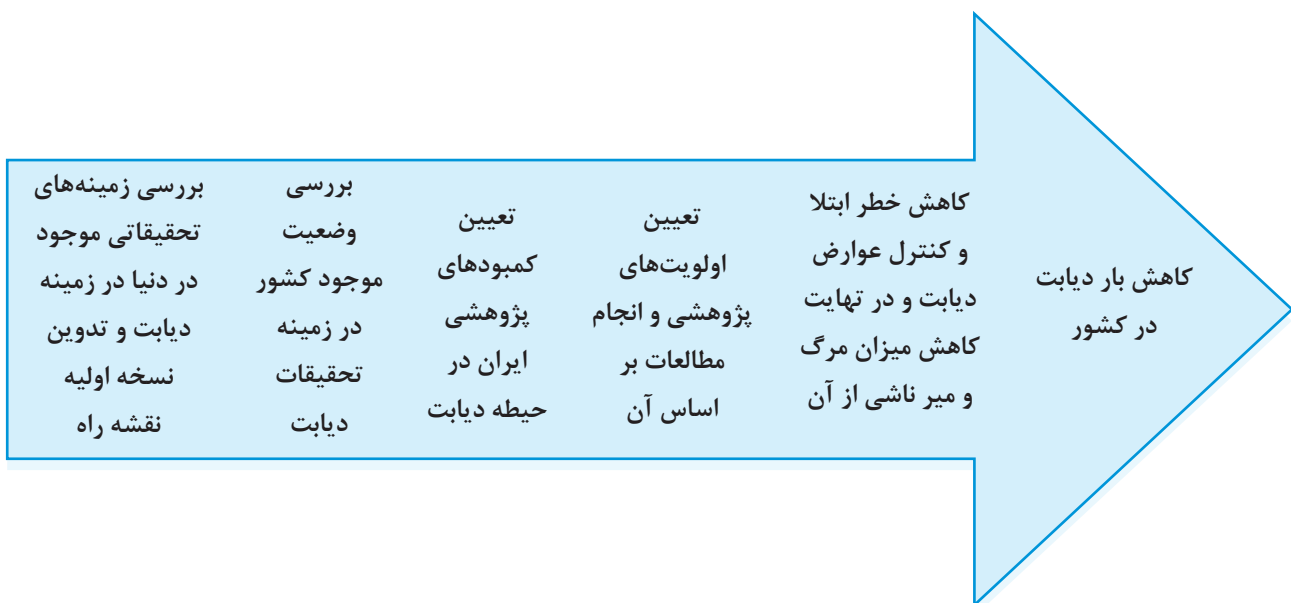 بررسی زمینه‌های
تحقیقاتی موجود
در دنیا در زمینه
دیابت و تدوین
نسخه اولیه
نقشه راه
بررسی
وضعیت
موجود کشور
در زمینه
تحقیقات
دیابت
تعیین
کمبودهای
پژوهشی
ایران در
حیطه دیابت
تعیین
اولویت‌های
پژوهشی و انجام
مطالعات بر
اساس آن
کاهش خطر ابتلا
و کنترل عوارض
دیابت و در تهایت
کاهش میزان مرگ
و میر ناشی از آن
کاهش بار دیابت
در کشور